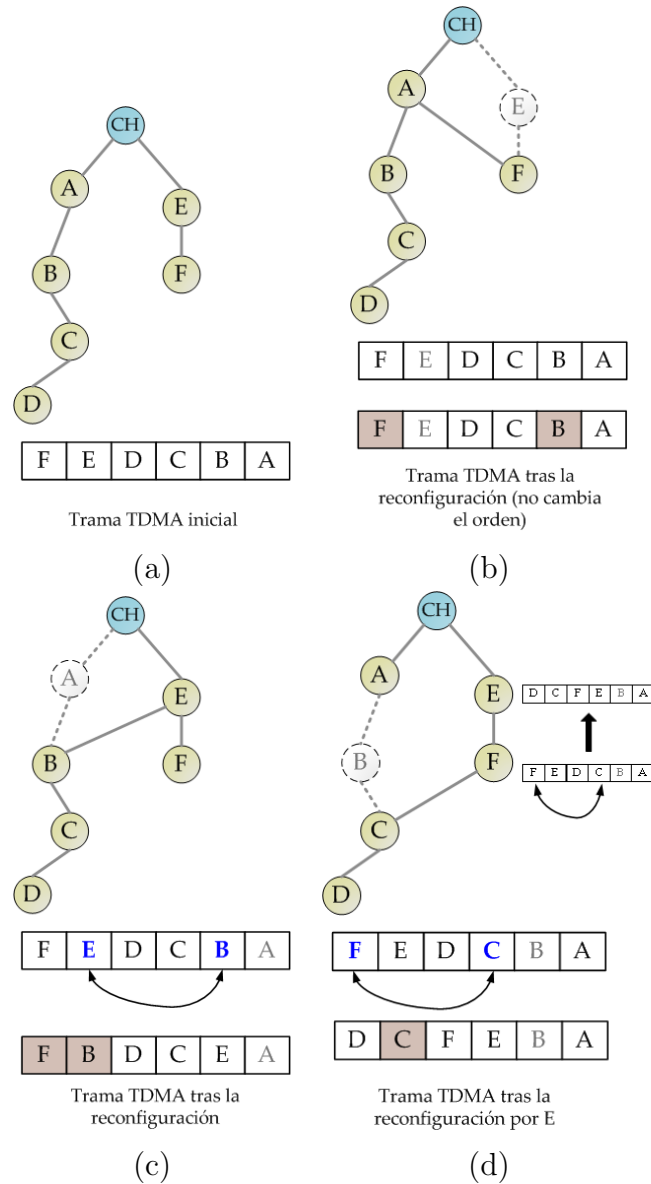 CH
A
E
B
F
C
D
F E D C B A
Trama TDMA inicial
(a)
CH
A
E
B
F
C
D
F E D C B A
F E D C B A
Trama TDMA tras la
reconfiguración (no cambia
el orden)
(b)
CH
A
E
B
F
C
D
F E D C B A
F B D C E A
Trama TDMA tras la
reconfiguración
(c)
CH
A
E
B
F
C
D
D C F E B A
F E D C B A
F E D C B A
D C F E B A
Trama TDMA tras la
reconfiguración por E
(d)